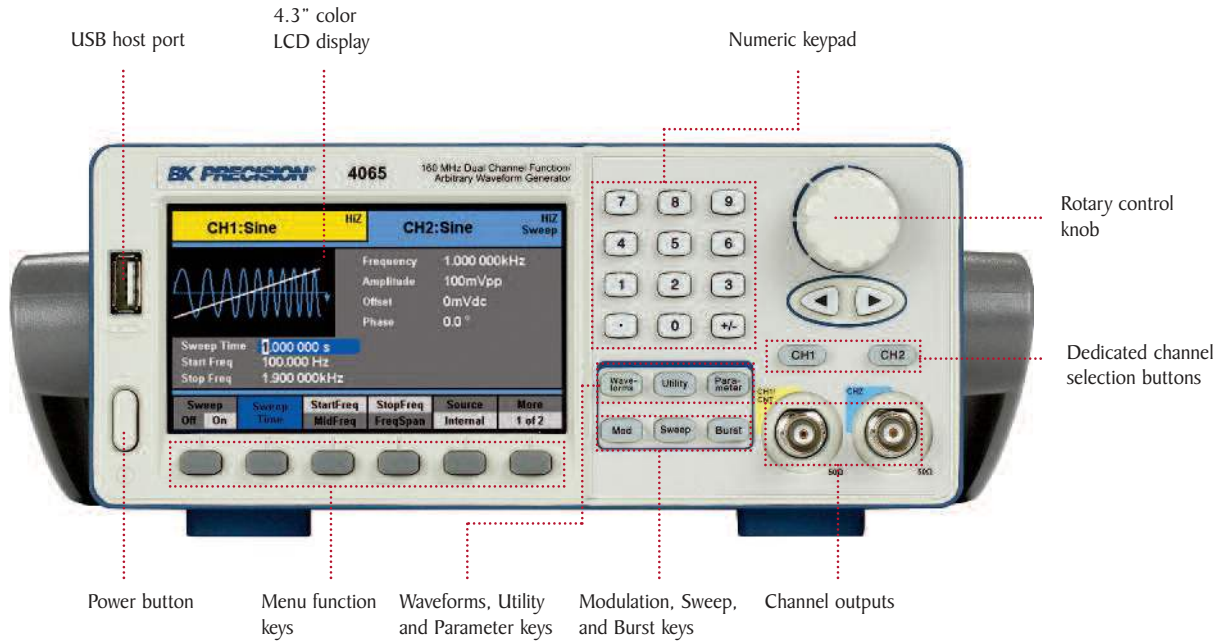 4.3" color
USB host port
LCD display
Numeric keypad
BK PRECISION®
4065
160 MHz Dual Channel Function/
Arbitrary Waveform Generator
CH1:Sine
HiZ
CH2:Sine
HIZ
Sweep
Frequency 1.000 000kHz
Amplitude 100mVpp
Offset 0mVdc
Phase 0.0 °
Sweep Time 1.000 000 s
Start Freq 100.000 Hz
Stop Freq 1.900 000kHz
Sweep
Off On
Sweep
Time
StartFreq
MidFreq
StopFreq
FreqSpan
Source
Internal
More
1 of 2
7 8 9
4 5 6
1 2 3
· 0 +/-
Rotary control
knob
CH1 CH2
Dedicated channel
selection buttons
Wave-
forms
Utility
Para-
meter
Mod Sweep Burst
CH1/
CNT
CH2
50Ω
50Ω
Power button
Menu function
keys
Waveforms, Utility
and Parameter keys
Modulation, Sweep,
and Burst keys
Channel outputs